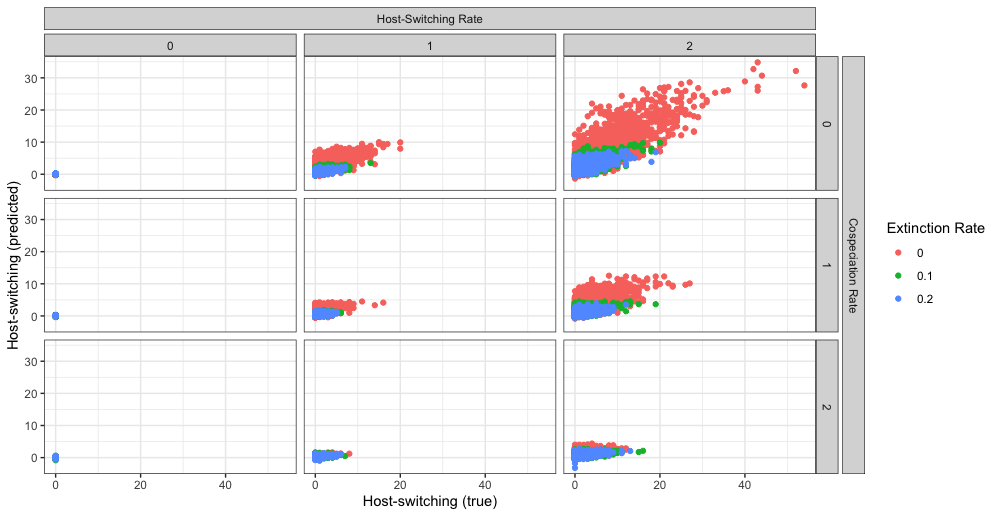 Host-Switching Rate
0 1 2
30
20
10
0
0
30
20
10
0
1
30
20
10
0
2
Host-switching (predicted)
Cospeciation Rate
0 20 40 0 20 40 0 20 40
Host-switching (true)
Extinction Rate
0
0.1
0.2